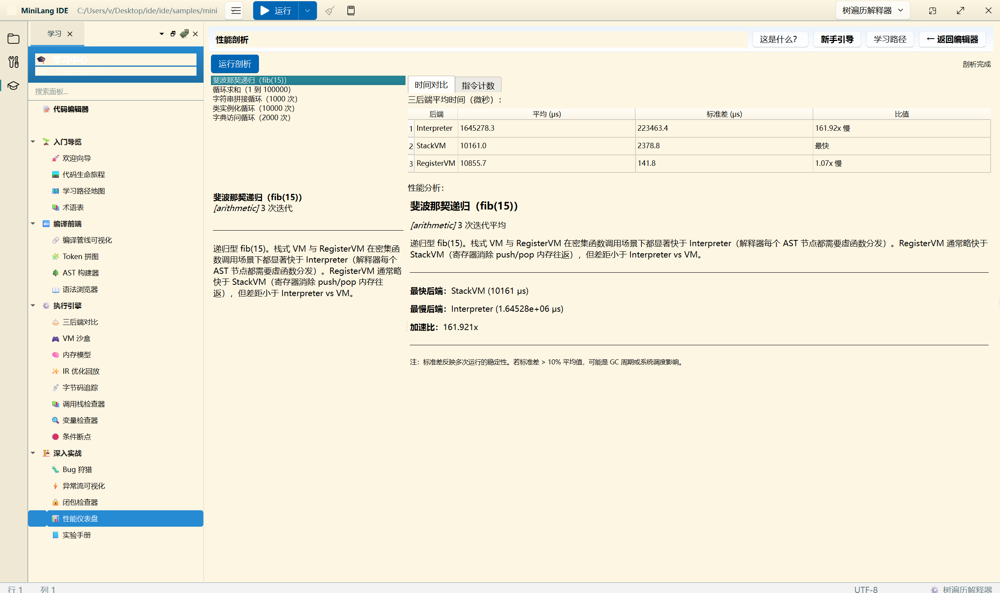 MiniLang IDE C:/Users/v/Desktop/ide/ide/samples/mini 运行 树遍历解释器
学习
性能剖析 这是什么? 新手引导 学习路径 ← 返回编辑器
学习中心
搜索面板...
代码编辑器
入门导览
欢迎向导
代码生命旅程
学习路径地图
术语表
编译前端
编译管线可视化
Token 拼图
AST 构建器
语法浏览器
执行引擎
三后端对比
VM 沙盒
内存模型
IR 优化回放
字节码追踪
调用栈检查器
变量检查器
条件断点
深入实战
Bug 狩猎
异常流可视化
闭包检查器
性能仪表盘
实验手册
运行剖析 剖析完成
斐波那契递归（fib(15)）
循环求和（1 到 100000）
字符串拼接循环（1000 次）
类实例化循环（10000 次）
字典访问循环（2000 次）
斐波那契递归（fib(15)）
[arithmetic] 3 次迭代
递归型 fib(15)。栈式 VM 与 RegisterVM 在密集函
数调用场景下都显著快于 Interpreter（解释器每个
AST 节点都需要虚函数分发）。RegisterVM 通常略
快于 StackVM（寄存器消除 push/pop 内存往
返），但差距小于 Interpreter vs VM。
时间对比 指令计数
三后端平均时间（微秒）:
后端 平均 (μs) 标准差 (μs) 比值
1 Interpreter 1645278.3 223463.4 161.92x 慢
2 StackVM 10161.0 2378.8 最快
3 RegisterVM 10855.7 141.8 1.07x 慢
性能分析:
斐波那契递归（fib(15)）
[arithmetic] 3 次迭代平均
递归型 fib(15)。栈式 VM 与 RegisterVM 在密集函数调用场景下都显著快于 Interpreter（解释器每个 AST 节点都需要虚函数分发）。RegisterVM 通常略快于
StackVM（寄存器消除 push/pop 内存往返），但差距小于 Interpreter vs VM。
最快后端：StackVM (10161 μs)
最慢后端：Interpreter (1.64528e+06 μs)
加速比：161.921x
注：标准差反映多次运行的稳定性。若标准差 > 10% 平均值，可能是 GC 周期或系统调度影响。
行 1 列 1 UTF-8 树遍历解释器